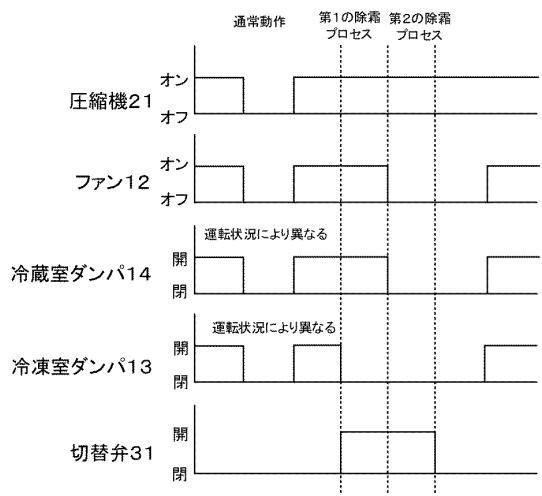 通常動作
第1の除霜
プロセス
第2の除霜
プロセス
圧縮機21
オン
オフ
ファン12
オン
オフ
冷蔵室ダンパ14
運転状況により異なる
開
閉
冷凍室ダンパ13
運転状況により異なる
開
閉
切替弁31
開
閉